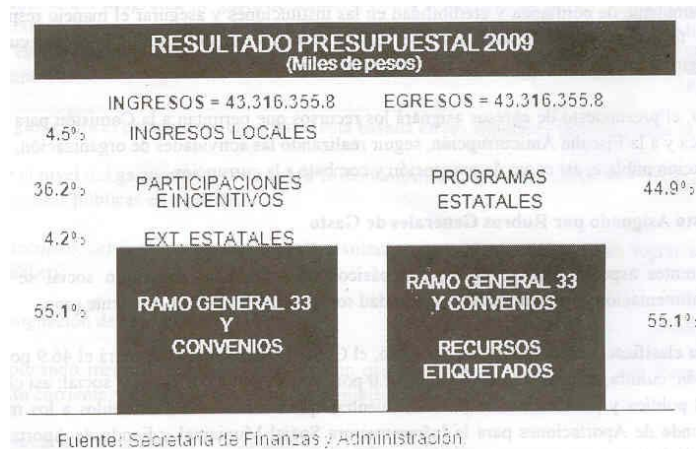 RESULTADO PRESUPUESTAL 2009
(Miles de pesos)
INGRESOS = 43.316.355.8
EGRESOS = 43.316.355.8
4.5%
INGRESOS LOCALES
36.2%
PARTICIPACIONES
E INCENTIVOS
PROGRAMAS
ESTATALES
44.9%
4.2%
EXT. ESTATALES
55.1%
RAMO GENERAL 33
Y
CONVENIOS
RAMO GENERAL 33
Y CONVENIOS
RECURSOS
ETIQUETADOS
55.1%
Fuente: Secretaría de Finanzas y Administración.